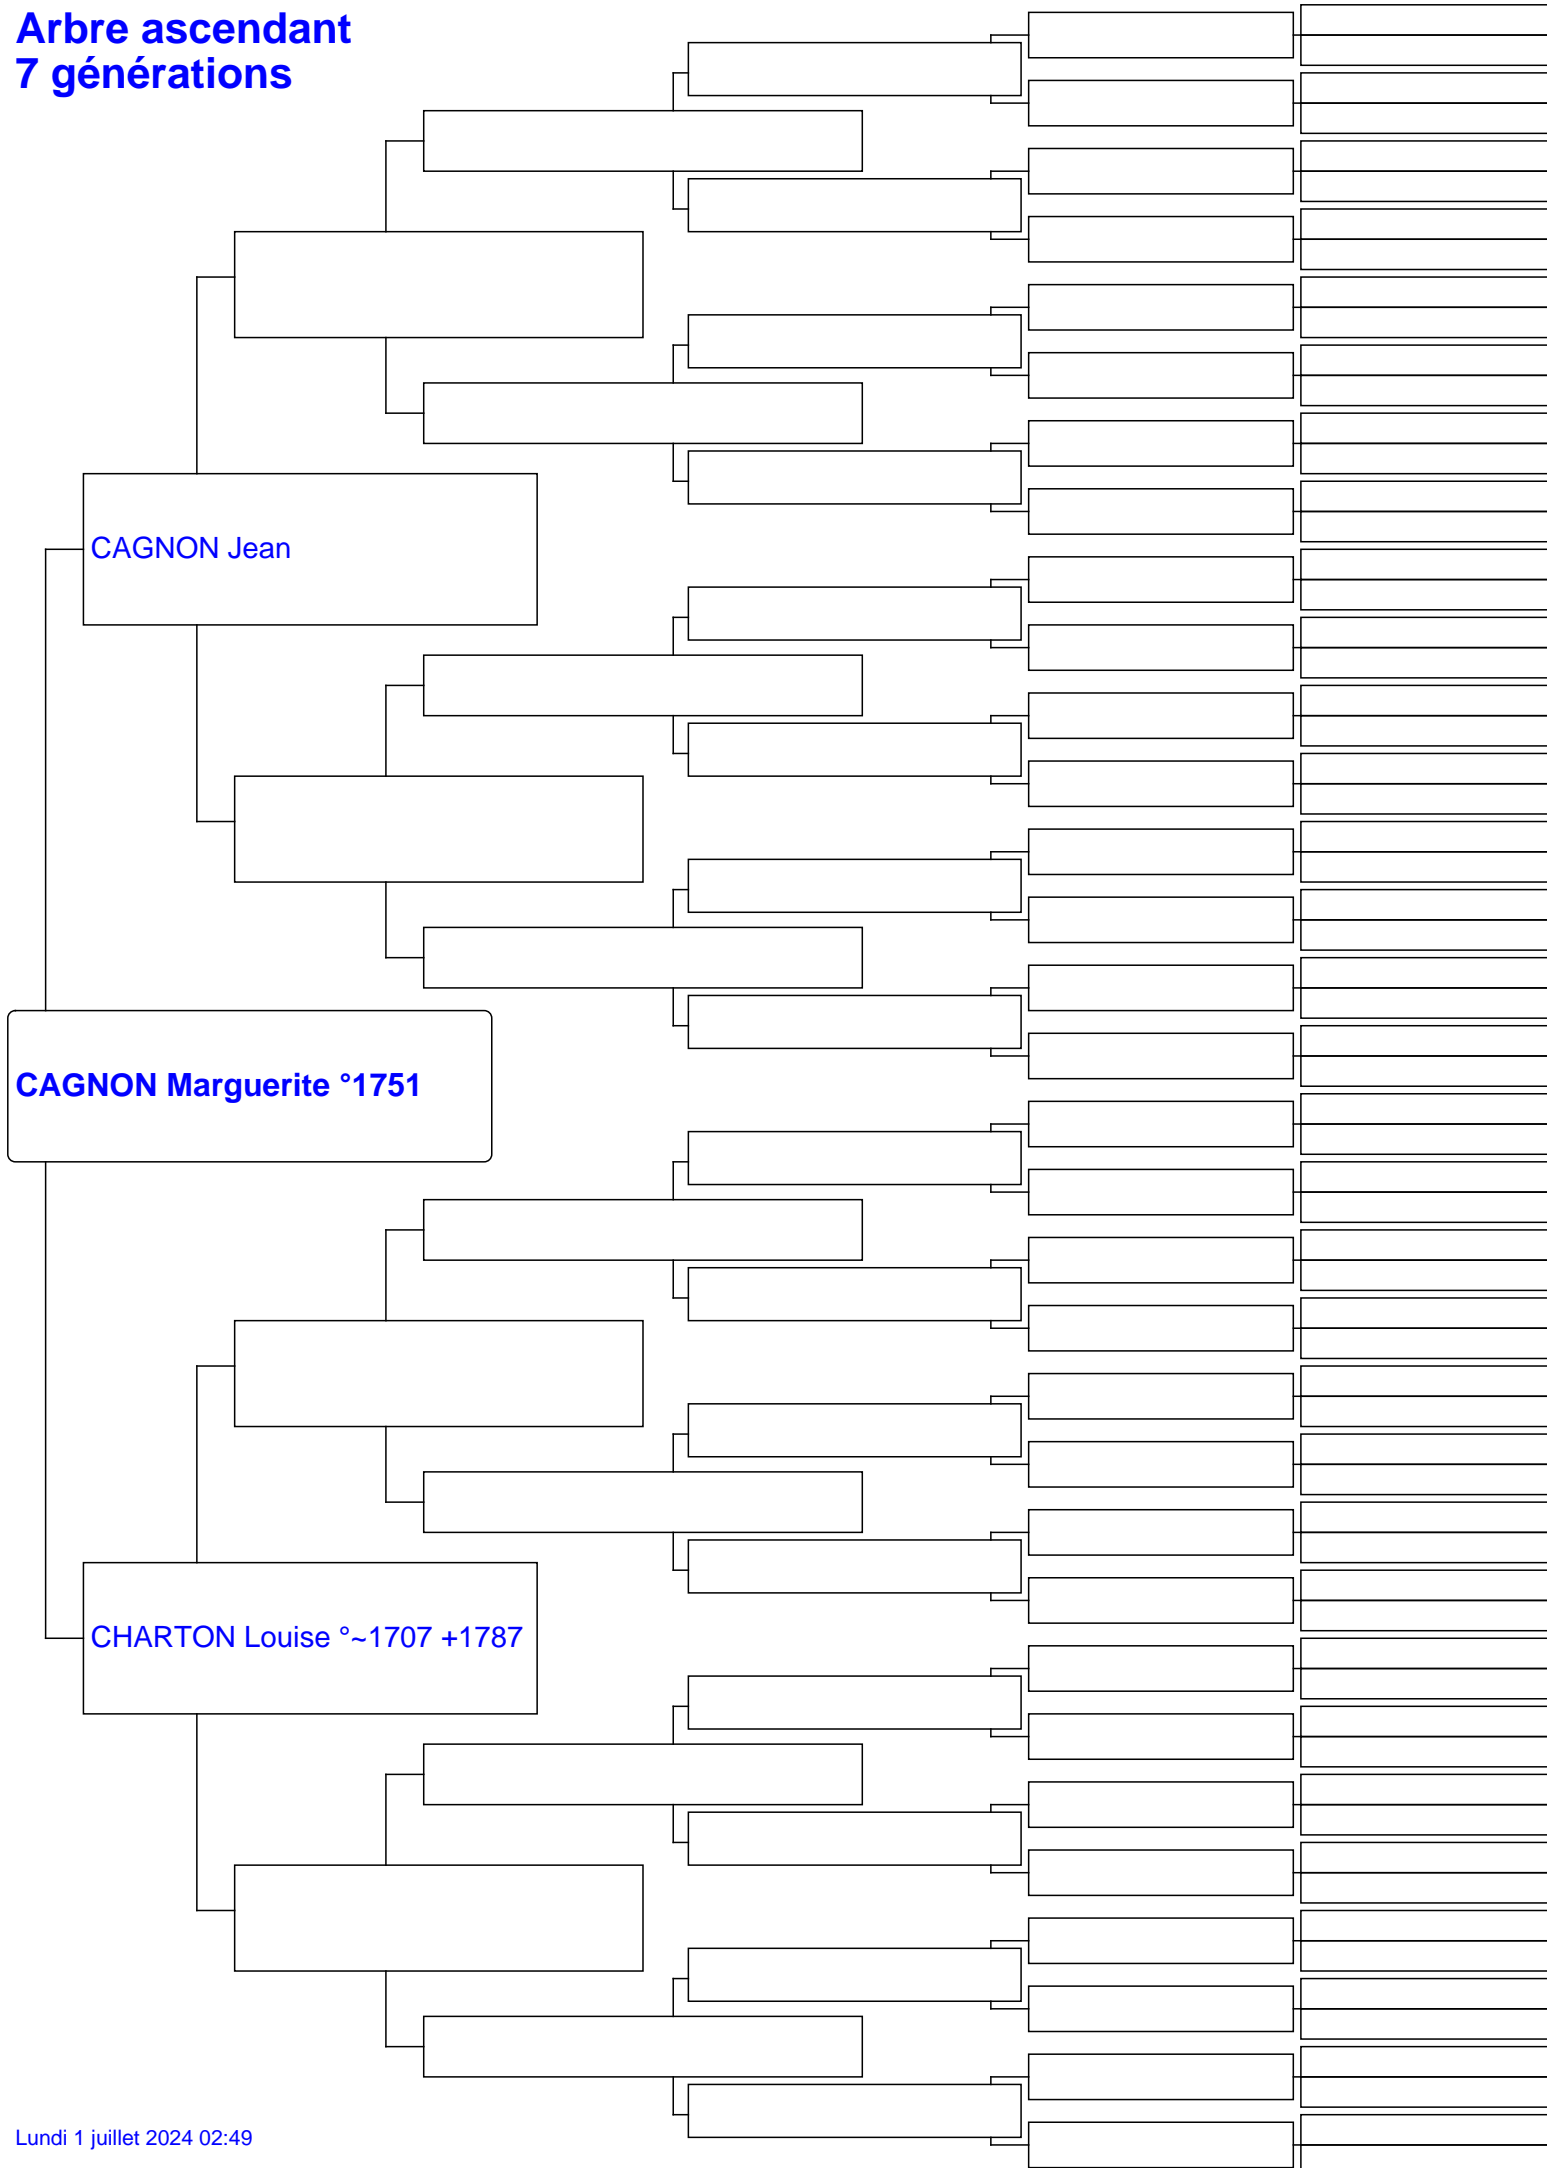 Arbre ascendant
7 générations
CAGNON Jean
CAGNON Marguerite °1751
CHARTON Louise °~1707 +1787
Lundi 1 juillet 2024 02:49